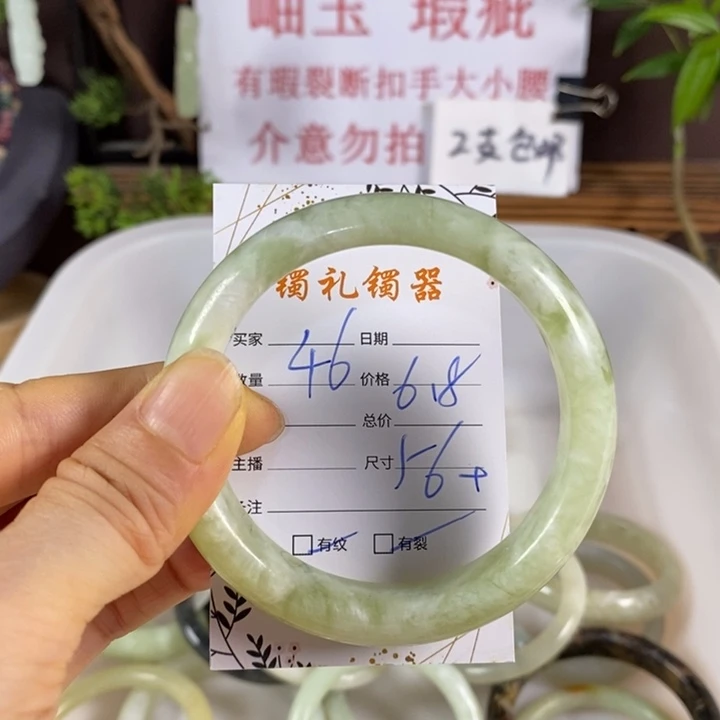 岫玉 瑕疵
有瑕裂断扣手大小腰
介意勿拍
2支包邮
镯礼镯器
买家 46 日期
数量 价格 618
总价
主播 尺寸 56+
备注
□有纹 □有裂